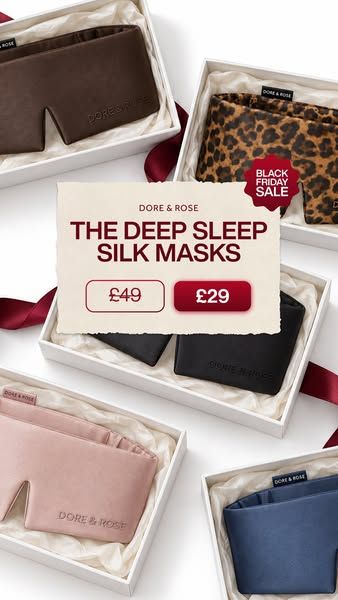 DORE & ROSE
DORE & ROSE
DORE & ROSE
BLACK
FRIDAY
SALE
DORE & ROSE
THE DEEP SLEEP
SILK MASKS
£49
£29
DORE & ROSE
DORE & ROSE
DORE & ROSE
DORE & ROSE